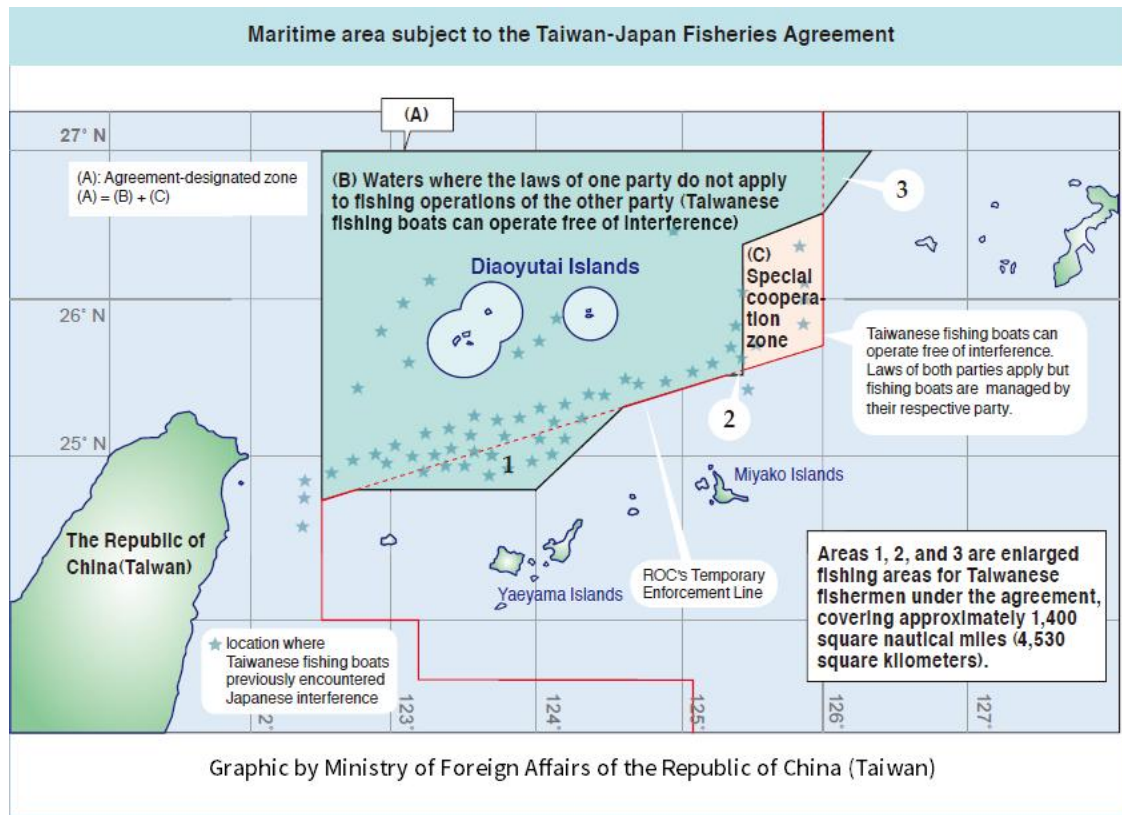 Maritime area subject to the Taiwan-Japan Fisheries Agreement
(A)
27° N
(A): Agreement-designated zone
(A) = (B) + (C)
(B) Waters where the laws of one party do not apply
to fishing operations of the other party (Taiwanese
fishing boats can operate free of interference)
3
Diaoyutai Islands
(C)
Special
coopera-
tion
zone
26° N
Taiwanese fishing boats can
operate free of interference.
Laws of both parties apply but
fishing boats are managed by
their respective party.
2
25° N
1
Miyako Islands
The Republic of
China(Taiwan)
ROC's Temporary
Enforcement Line
Yaeyama Islands
Areas 1, 2, and 3 are enlarged
fishing areas for Taiwanese
fishermen under the agreement,
covering approximately 1,400
square nautical miles (4,530
square kilometers).
location where
Taiwanese fishing boats
previously encountered
Japanese interference
2°
123°
124°
125°
126°
127°
Graphic by Ministry of Foreign Affairs of the Republic of China (Taiwan)